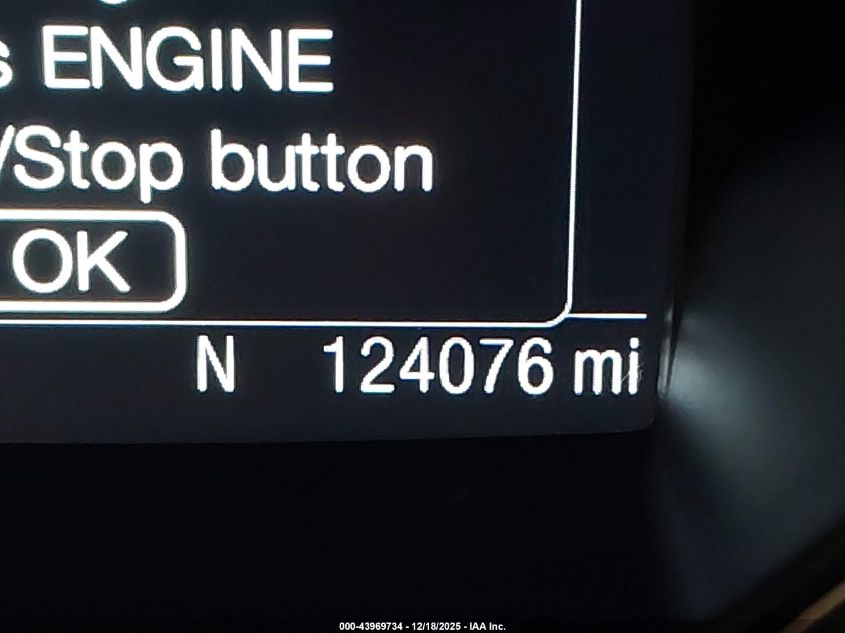 ENGINE
/Stop button
OK
N 124076 mi
000-43969734 - 12/18/2025 - IAA Inc.